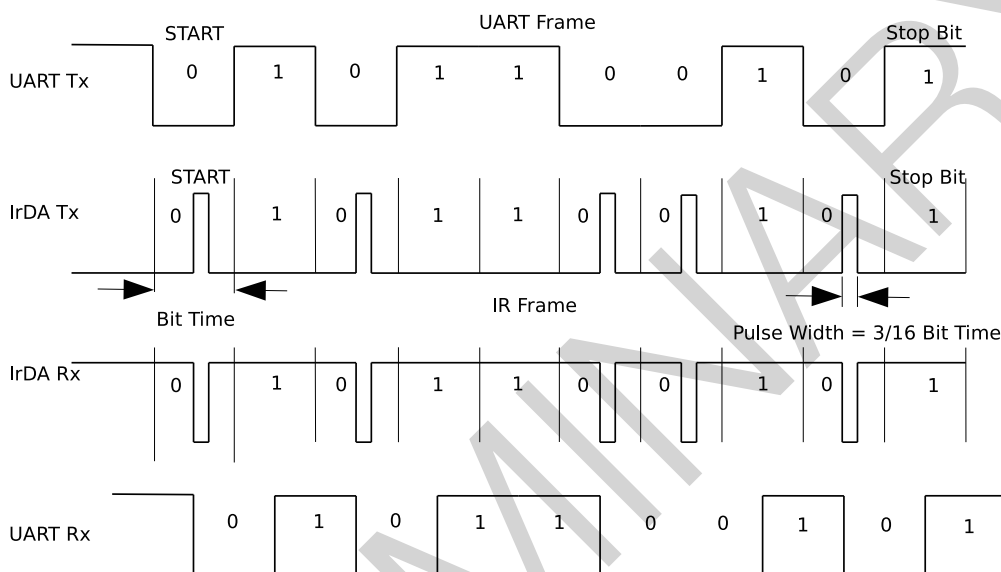 UART Frame
START
Stop Bit
UART Tx
0 1 0 1 1 0 0 1 0 1
START
Stop Bit
IrDA Tx
0 1 0 1 1 0 0 1 0 1
Bit Time
IR Frame
Pulse Width = 3/16 Bit Time
IrDA Rx
0 1 0 1 1 0 0 1 0 1
UART Rx
0 1 0 1 1 0 0 1 0 1
MINARY